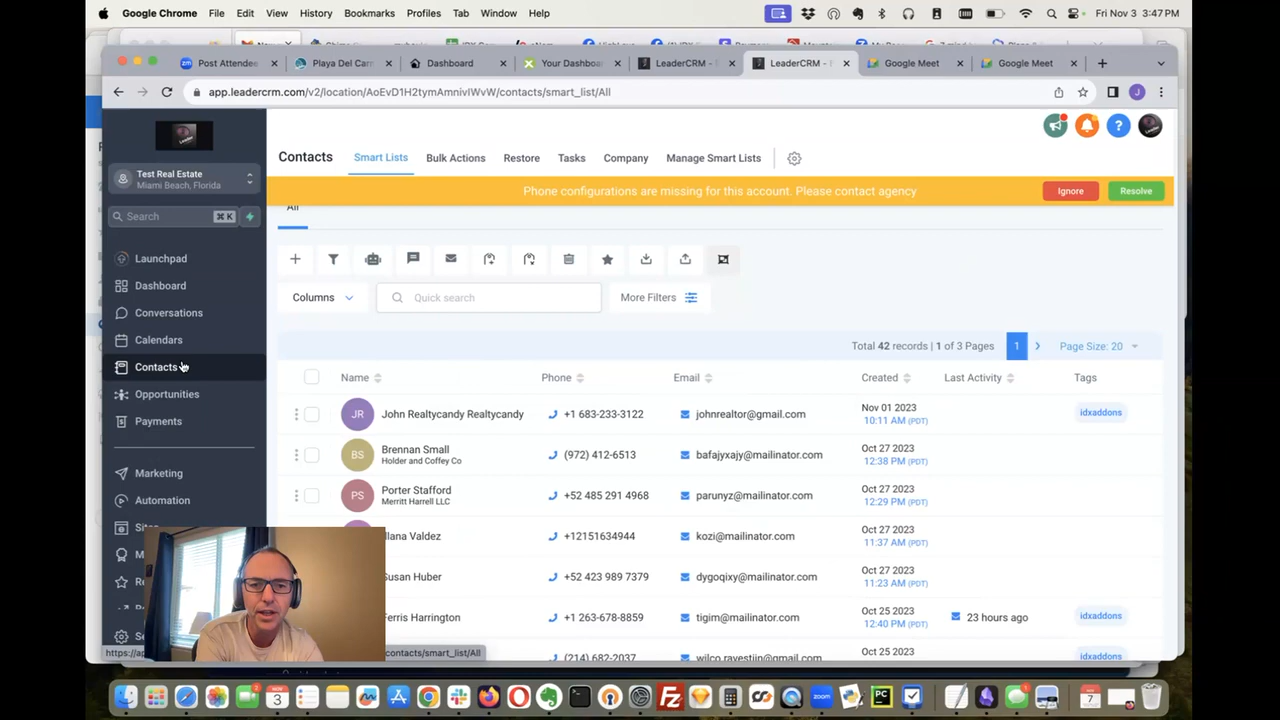 Google Chrome File Edit View History Bookmarks Profiles Tab Window Help Fri Nov 3 3:47PM
Post Attendee Playa Del Cam Dashboard Your Dashboa LeaderCRM - LeaderCRM - Google Meet Google Meet
app.leadercrm.com/v2/location/AoEvD1H2tymAmnivIWvW/contacts/smart_list/All
Contacts Smart Lists Bulk Actions Restore Tasks Company Manage Smart Lists
Test Real Estate
Miami Beach, Florida
Phone configurations are missing for this account. Please contact agency Ignore Resolve
All
Search ⌘ K
Launchpad
Dashboard
Conversations
Calendars
Contacts
Opportunities
Payments
Marketing
Automation
Columns Quick search More Filters
Total 42 records | 1 of 3 Pages 1 Page Size: 20
Name Phone Email Created Last Activity Tags
JR John Realtycandy Realtycandy +1 683-233-3122 johnrealtor@gmail.com Nov 01 2023 idxaddons
10:11 AM (PDT)
BS Brennan Small (972) 412-6513 bafajyxajy@mailinator.com Oct 27 2023
Holder and Coffey Co 12:38 PM (PDT)
PS Porter Stafford +52 485 291 4968 parunyz@mailinator.com Oct 27 2023
Merritt Harrell LLC 12:29 PM (PDT)
Valdez +12151634944 kozi@mailinator.com Oct 27 2023
11:37 AM (PDT)
Susan Huber +52 423 989 7379 dygoqixy@mailinator.com Oct 27 2023
11:23 AM (PDT)
Ferris Harrington +1 263-678-8859 tigim@mailinator.com Oct 25 2023 23 hours ago idxaddons
12:40 PM (PDT)
(214) 682-2037 Oct 25 2023 idxaddons
contacts/smart_list/All